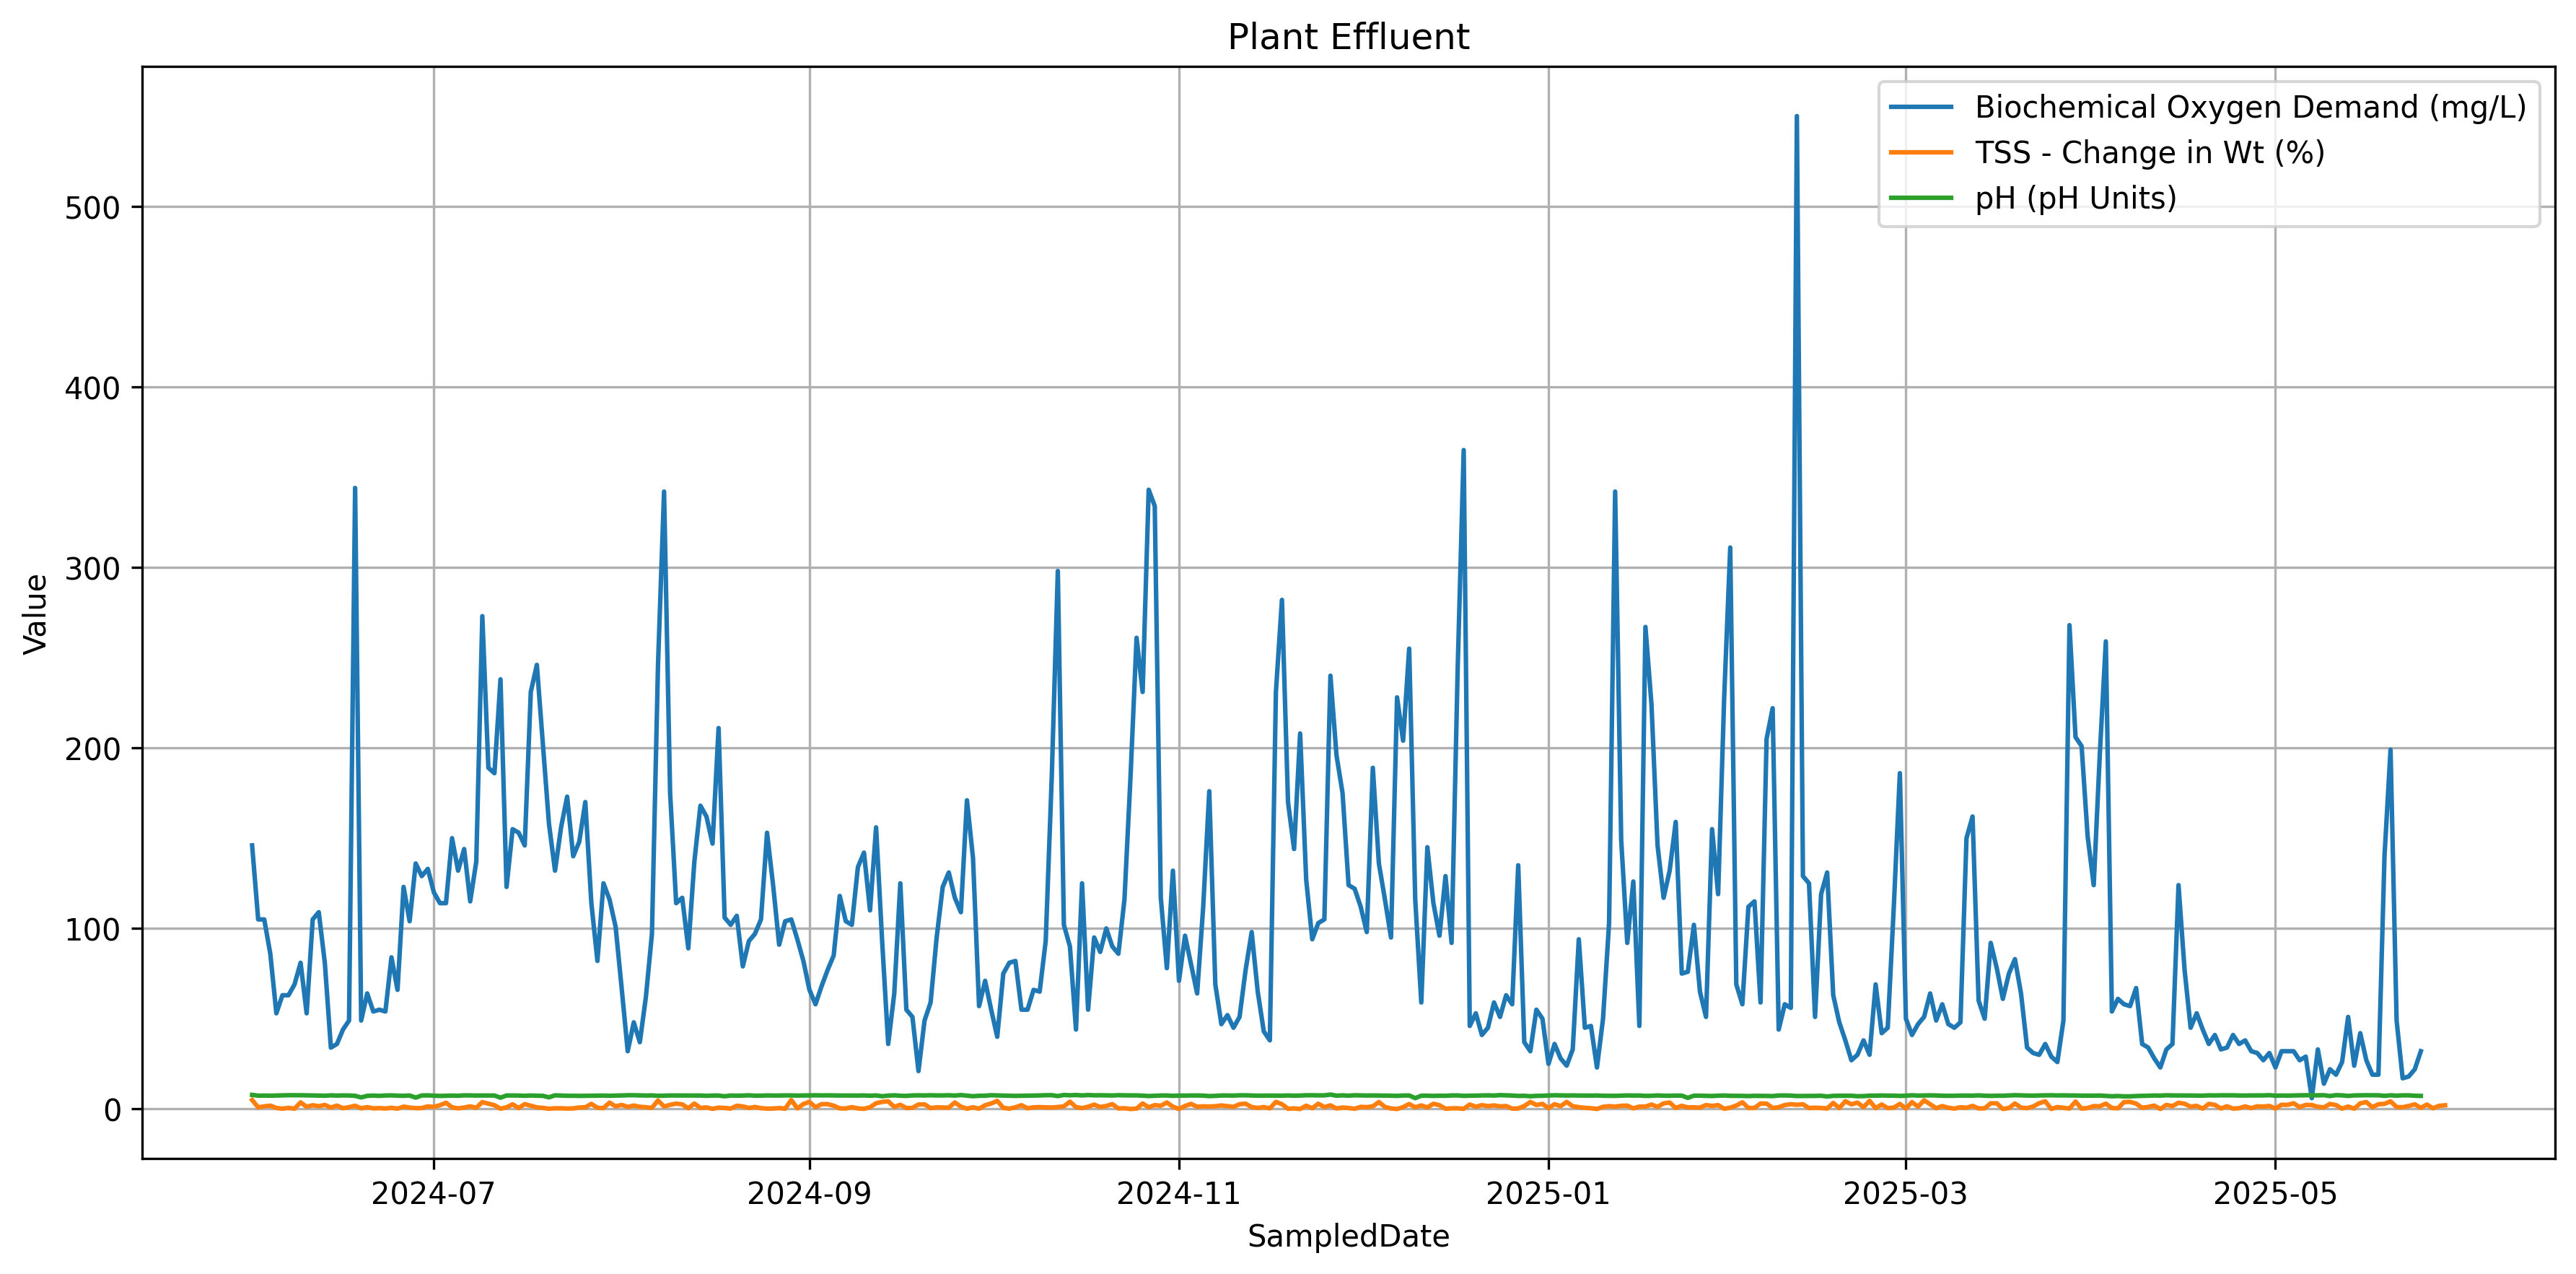 Plant Effluent
Biochemical Oxygen Demand (mg/L)
TSS - Change in Wt (%)
pH (pH Units)
500
400
300
200
100
0
Value
2024-07
2024-09
2024-11
2025-01
2025-03
2025-05
SampledDate